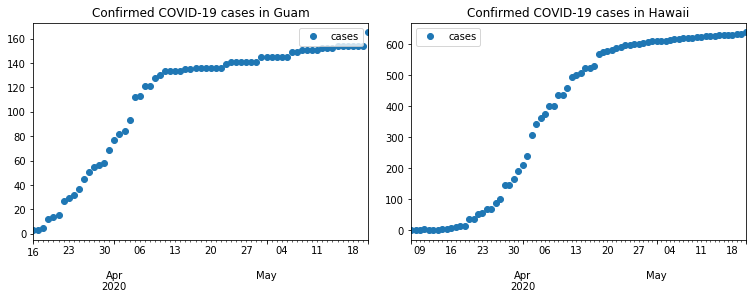 Confirmed COVID-19 cases in Guam
cases
160
140
120
100
80
60
40
20
0
16 23 30 06 13 20 27 04 11 18
Apr May
2020
Confirmed COVID-19 cases in Hawaii
cases
600
500
400
300
200
100
0
09 16 23 30 06 13 20 27 04 11 18
Apr May
2020